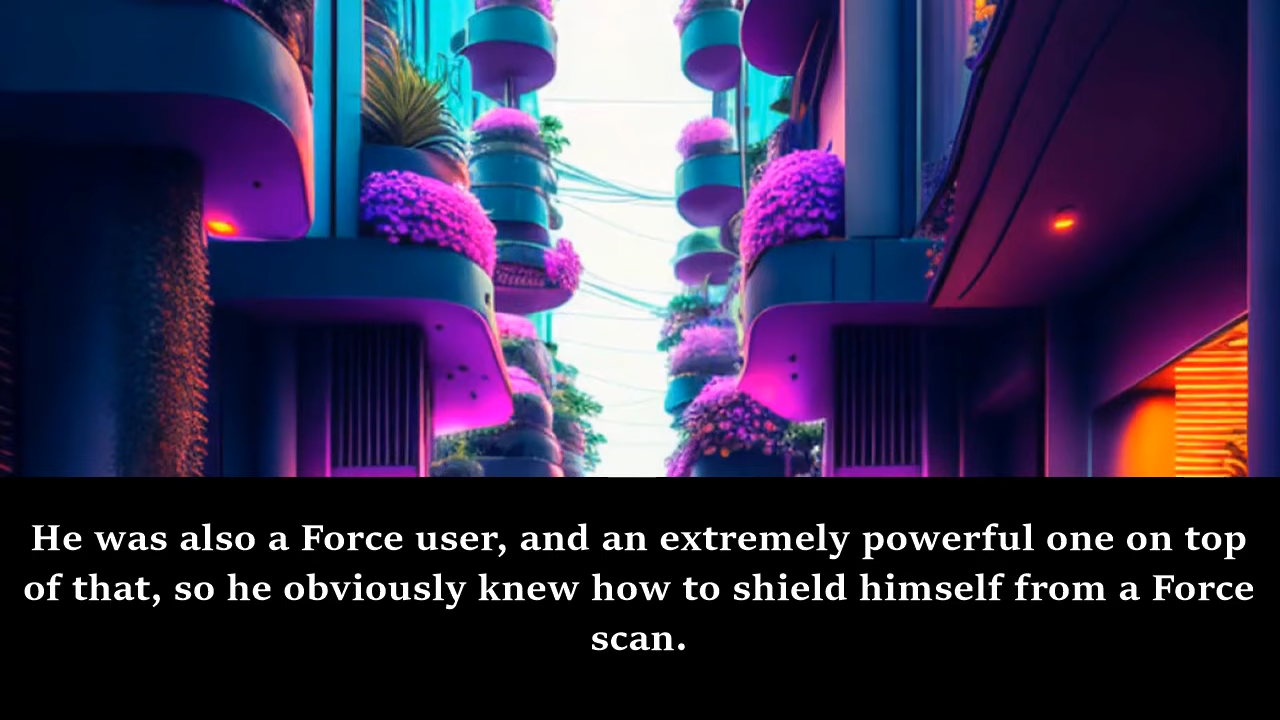 He was also a Force user, and an extremely powerful one on top
of that, so he obviously knew how to shield himself from a Force
scan.